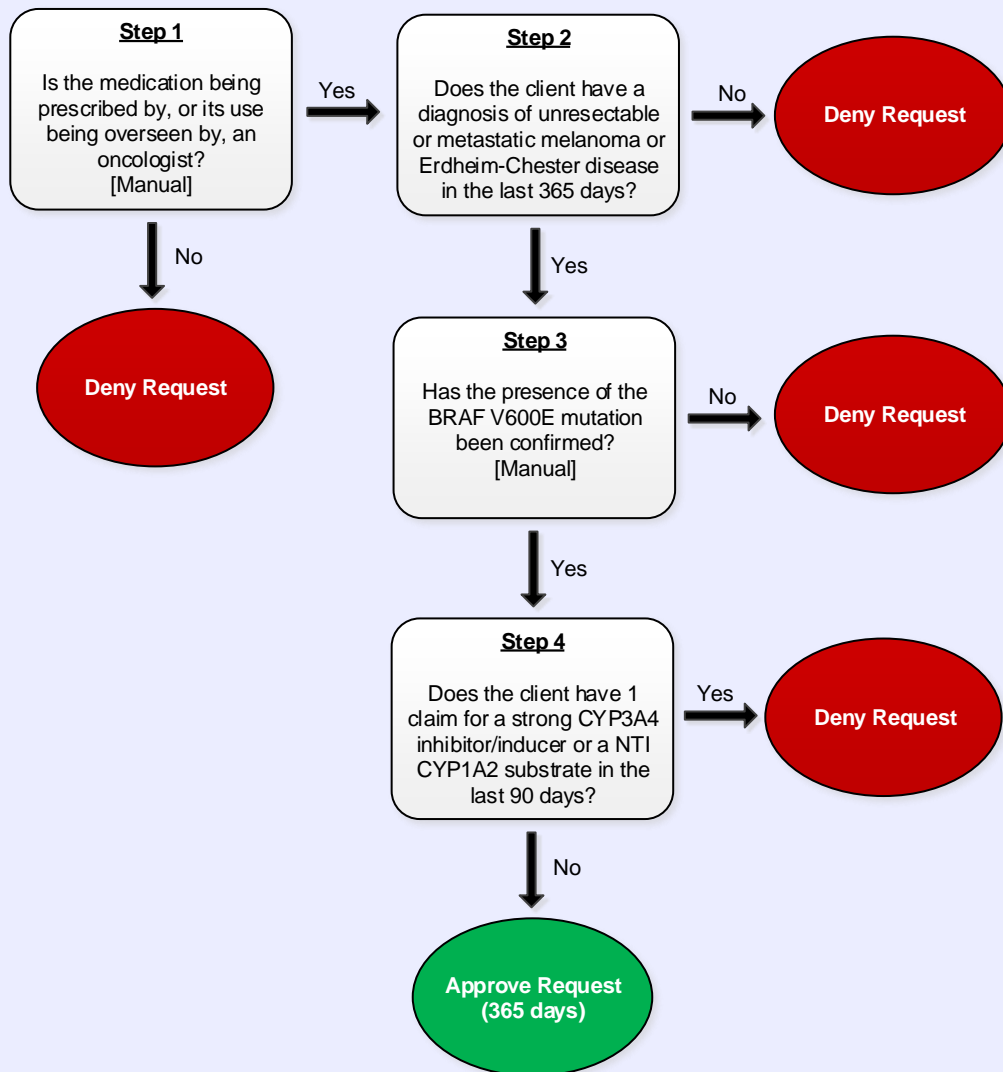 Step 1
Is the medication being
prescribed by, or its use
being overseen by, an
oncologist?
[Manual]
Yes
Step 2
Does the client have a
diagnosis of unresectable
or metastatic melanoma or
Erdheim-Chester disease
in the last 365 days?
No
Deny Request
No
Deny Request
Yes
Step 3
Has the presence of the
BRAF V600E mutation
been confirmed?
[Manual]
No
Deny Request
Yes
Step 4
Does the client have 1
claim for a strong CYP3A4
inhibitor/inducer or a NTI
CYP1A2 substrate in the
last 90 days?
Yes
Deny Request
No
Approve Request
(365 days)